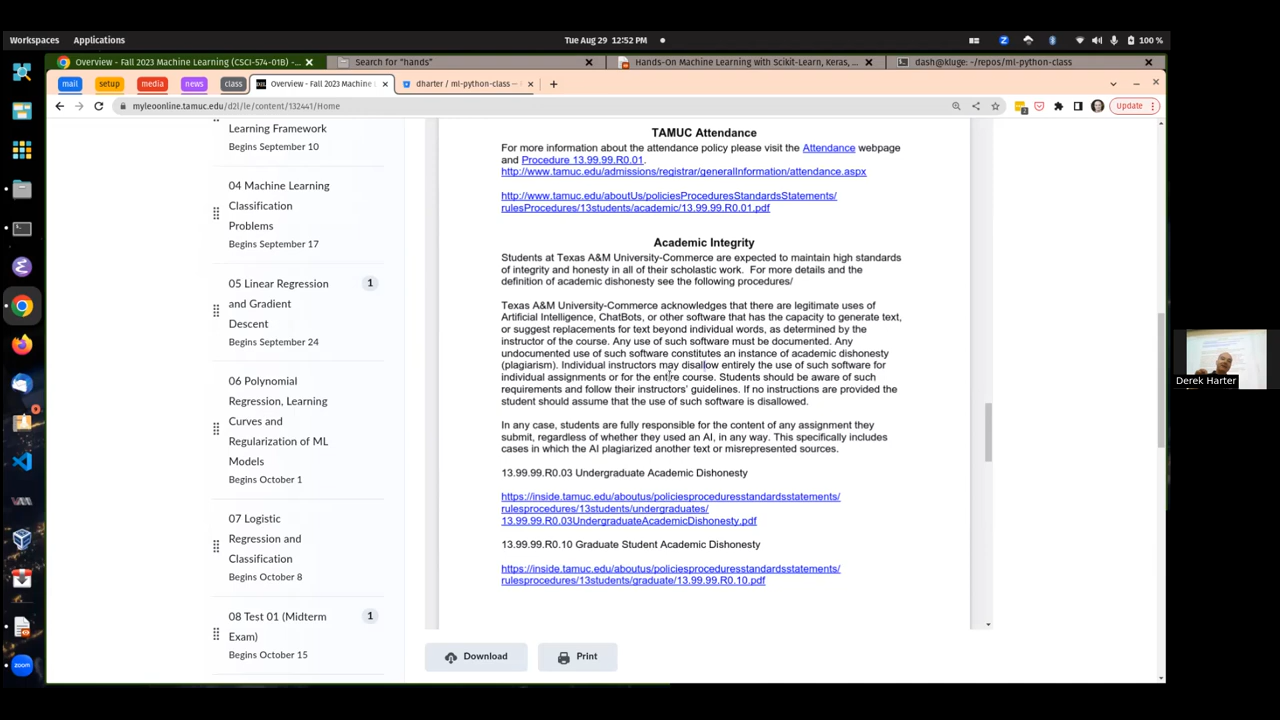 Workspaces Applications Tue Aug 29 12:52 PM 100 %
Overview - Fall 2023 Machine Learning (CSCI-574-01B) - Search for "hands" Hands-On Machine Learning with Scikit-Learn, Keras, dash@kluge: ~/repos/ml-python-class
mail setup media news class Overview - Fall 2023 Machine L dharter / ml-python-class —
myleoonline.tamuc.edu/d2l/le/content/132441/Home Update
Learning Framework
Begins September 10
04 Machine Learning
Classification
Problems
Begins September 17
05 Linear Regression 1
and Gradient
Descent
Begins September 24
06 Polynomial
Regression, Learning
Curves and
Regularization of ML
Models
Begins October 1
07 Logistic
Regression and
Classification
Begins October 8
08 Test 01 (Midterm 1
Exam)
Begins October 15
TAMUC Attendance
For more information about the attendance policy please visit the Attendance webpage
and Procedure 13.99.99.R0.01.
http://www.tamuc.edu/admissions/registrar/generalInformation/attendance.aspx
http://www.tamuc.edu/aboutUs/policiesProceduresStandardsStatements/
rulesProcedures/13students/academic/13.99.99.R0.01.pdf
Academic Integrity
Students at Texas A&M University-Commerce are expected to maintain high standards
of integrity and honesty in all of their scholastic work. For more details and the
definition of academic dishonesty see the following procedures/
Texas A&M University-Commerce acknowledges that there are legitimate uses of
Artificial Intelligence, ChatBots, or other software that has the capacity to generate text,
or suggest replacements for text beyond individual words, as determined by the
instructor of the course. Any use of such software must be documented. Any
undocumented use of such software constitutes an instance of academic dishonesty
(plagiarism). Individual instructors may disallow entirely the use of such software for
individual assignments or for the entire course. Students should be aware of such
requirements and follow their instructors' guidelines. If no instructions are provided the
student should assume that the use of such software is disallowed.
In any case, students are fully responsible for the content of any assignment they
submit, regardless of whether they used an AI, in any way. This specifically includes
cases in which the AI plagiarized another text or misrepresented sources.
13.99.99.R0.03 Undergraduate Academic Dishonesty
https://inside.tamuc.edu/aboutus/policiesproceduresstandardsstatements/
rulesprocedures/13students/undergraduates/
13.99.99.R0.03UndergraduateAcademicDishonesty.pdf
13.99.99.R0.10 Graduate Student Academic Dishonesty
https://inside.tamuc.edu/aboutus/policiesproceduresstandardsstatements/
rulesprocedures/13students/graduate/13.99.99.R0.10.pdf
Download Print
zoom
Derek Harter